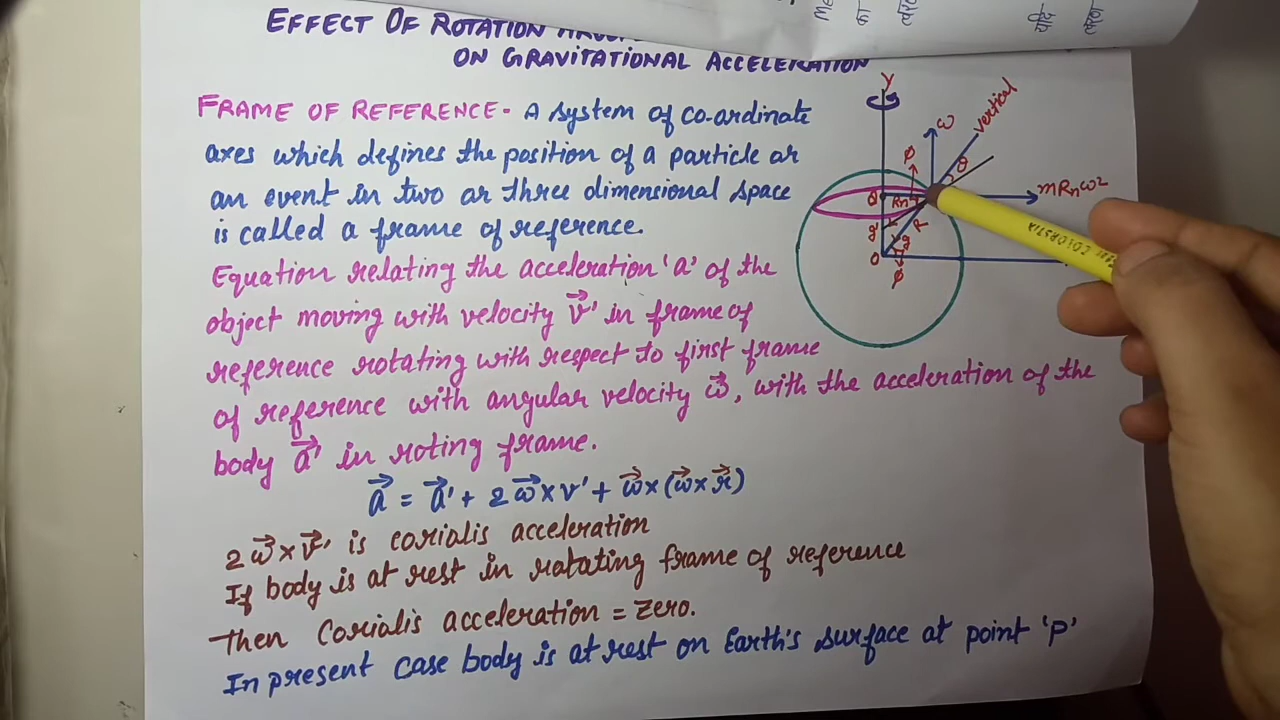 EFFECT OF ROTATION
ON GRAVITATIONAL ACCELERATION
FRAME OF REFERENCE- A system of co-ordinate
axes which defines the position of a particle or
an event in two or three dimensional space
is called a frame of reference.
Equation relating the acceleration 'a' of the
object moving with velocity v⃗' in frame of
reference rotating with respect to first frame
of reference with angular velocity ω⃗, with the acceleration of the
body a⃗' in roting frame.
a⃗ = a⃗' + 2ω⃗×v' + ω⃗×(ω⃗×r⃗)
2ω⃗×v⃗' is corialis acceleration
If body is at rest in rotating frame of reference
Then Corialis acceleration = Zero.
In present case body is at rest on Earth's surface at point 'P'
Y
ω
vertical
θ
mRnω²
Rn
R
g'
g
O
Φ
COLORSTIX